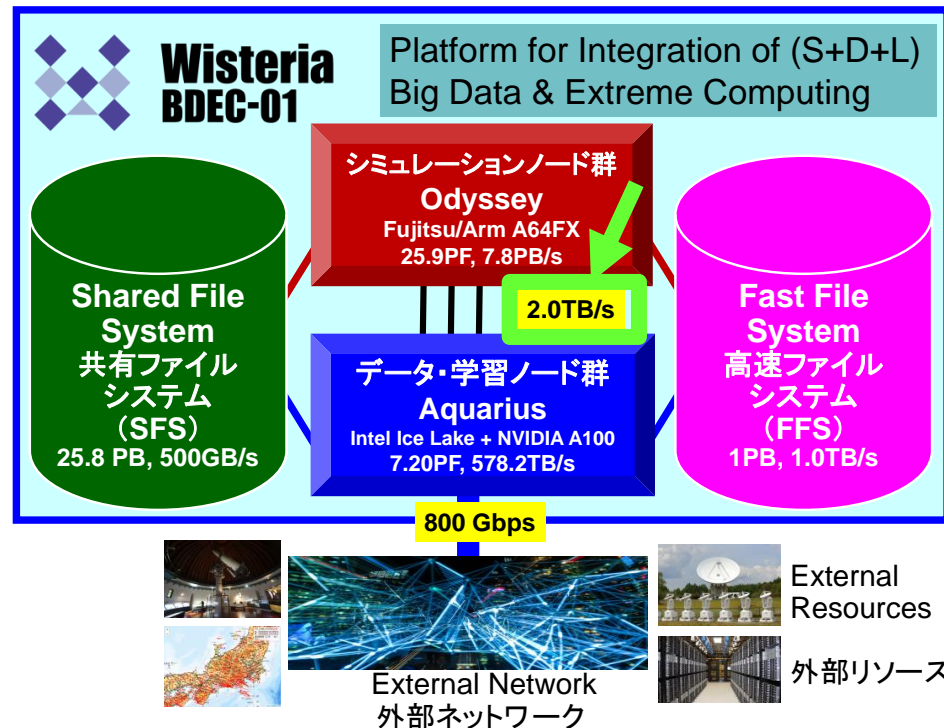 Wisteria
BDEC-01
Platform for Integration of (S+D+L)
Big Data & Extreme Computing
シミュレーションノード群
Odyssey
Fujitsu/Arm A64FX
25.9PF, 7.8PB/s
2.0TB/s
Shared File
System
共有ファイル
システム
(SFS)
25.8 PB, 500GB/s
データ・学習ノード群
Aquarius
Intel Ice Lake + NVIDIA A100
7.20PF, 578.2TB/s
Fast File
System
高速ファイル
システム
(FFS)
1PB, 1.0TB/s
800 Gbps
External
Resources
外部リソース
External Network
外部ネットワーク